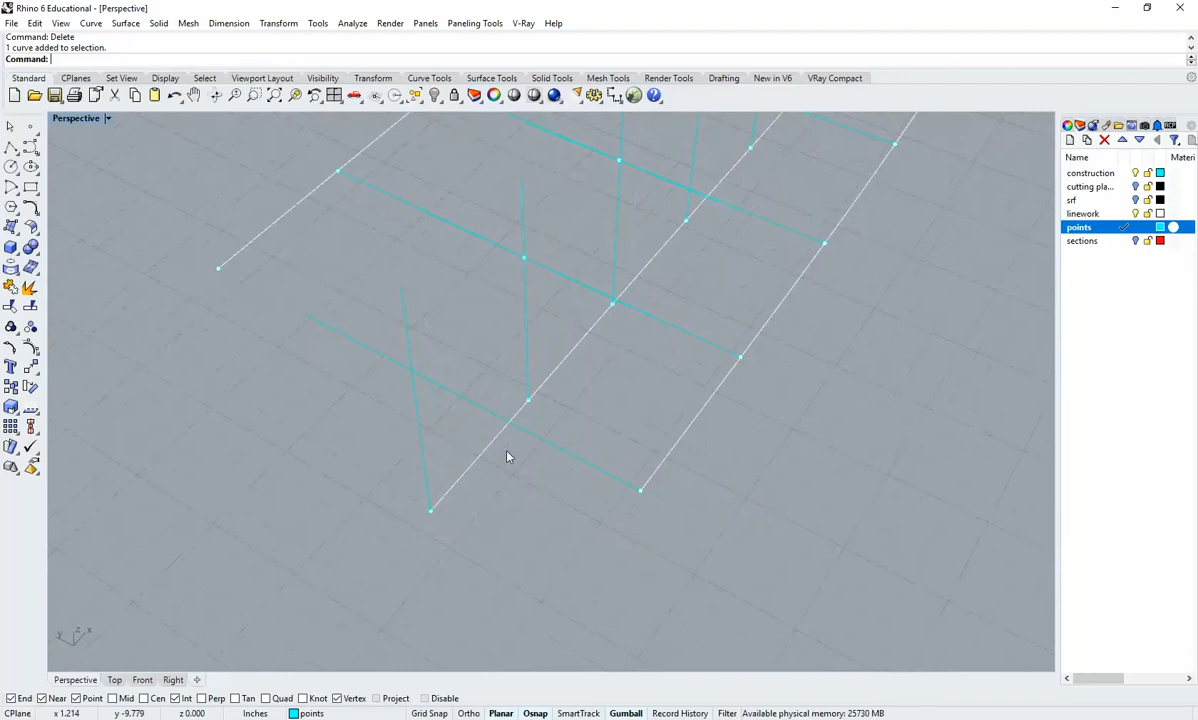 Rhino 6 Educational - [Perspective]
File Edit View Curve Surface Solid Mesh Dimension Transform Tools Analyze Render Panels Paneling Tools V-Ray Help
Command: Delete
1 curve added to selection.
Command:
Standard CPlanes Set View Display Select Viewport Layout Visibility Transform Curve Tools Surface Tools Solid Tools Mesh Tools Render Tools Drafting New in V6 VRay Compact
Perspective
Name Materi
construction
cutting pla...
srf
linework
points
sections
z
y x
Perspective Top Front Right
End Near Point Mid Cen Int Perp Tan Quad Knot Vertex Project Disable
CPlane x 1.214 y -9.779 z 0.000 Inches points Grid Snap Ortho Planar Osnap SmartTrack Gumball Record History Filter Available physical memory: 25730 MB